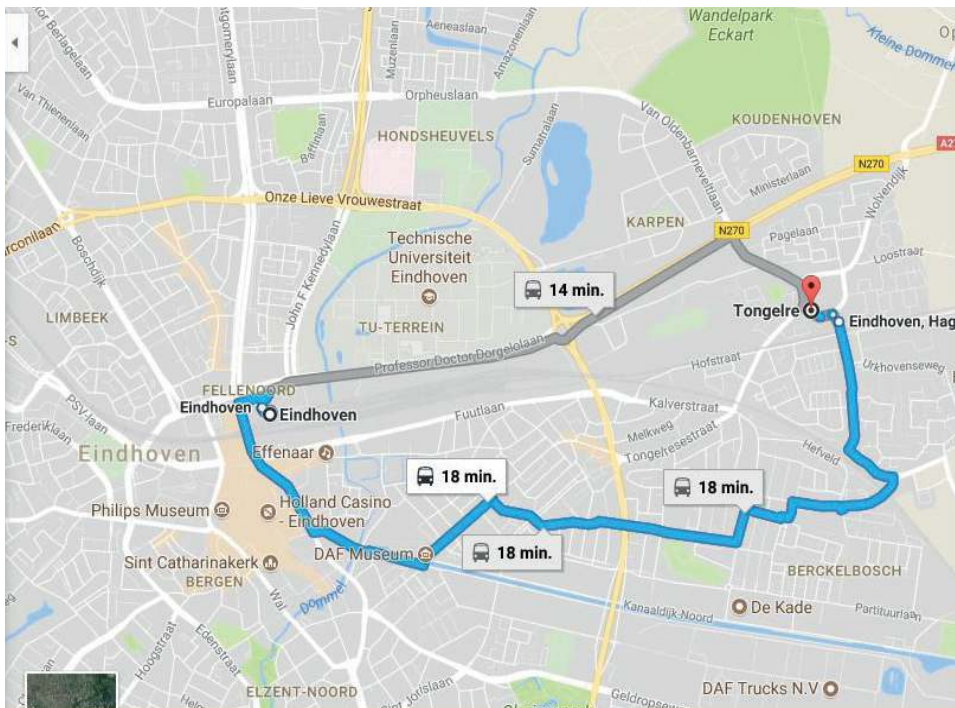 Wandelpark
Eckart
Kleine Dommel
Berlagelaan
Van Thienenlaan
Europalaan
Baffinlaan
Muzenlaan
Aeneaslaan
Amazonenlaan
Orpheuslaan
Sumatralaan
HONDSHEUVELS
Van Oldenbarneveltlaan
KOUDENHOVEN
N270
Ministerlaan
Wolvendijk
Onze Lieve Vrouwestraat
Boschdijk
John F Kennedylaan
KARPEN
N270
Pagelaan
Loostraat
Technische
Universiteit
Eindhoven
14 min.
LIMBEEK
TU-TERREIN
Tongelre
Eindhoven, Hag
Professor Doctor Dorgelolaan
Hofstraat
Urkhovenseweg
FELLENOORD
Eindhoven
Eindhoven
PSV-laan
Fuutlaan
Kalverstraat
Melkweg
Tongelresestraat
Hefveld
Eindhoven
Effenaar
18 min.
18 min.
Philips Museum
Holland Casino
- Eindhoven
DAF Museum
18 min.
Sint Catharinakerk
BERGEN
Dommel
Wal
BERCKELBOSCH
De Kade
Kanaaldijk-Noord
Partituurlaan
Hoogstraat
Edenstraat
ELZENT-NOORD
St Jorislaan
Geldropseweg
DAF Trucks N.V